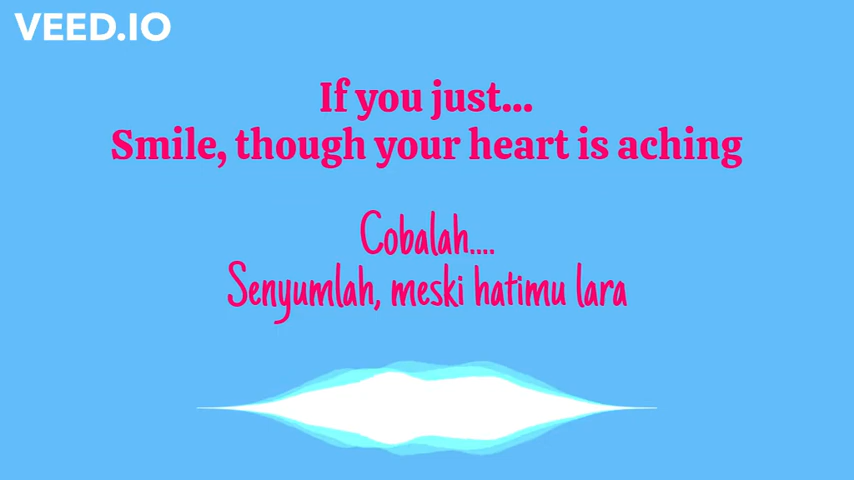 VEED.IO
If you just...
Smile, though your heart is aching
Cobalah....
Senyumlah, meski hatimu lara